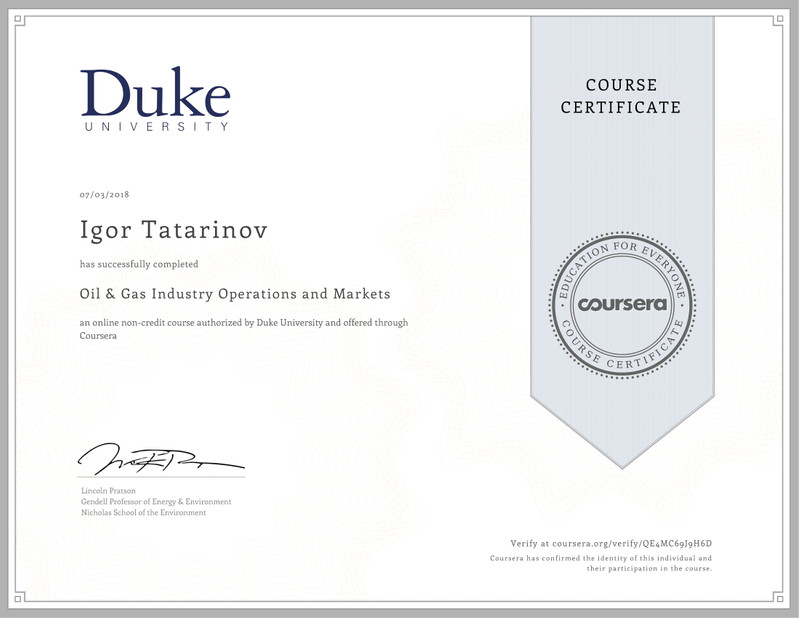 Duke
UNIVERSITY
COURSE
CERTIFICATE
07/03/2018
Igor Tatarinov
has successfully completed
Oil & Gas Industry Operations and Markets
an online non-credit course authorized by Duke University and offered through
Coursera
EDUCATION FOR EVERYONE
coursera
COURSE CERTIFICATE
Lincoln Pratson
Gendell Professor of Energy & Environment
Nicholas School of the Environment
Verify at coursera.org/verify/QE4MC69J9H6D
Coursera has confirmed the identity of this individual and
their participation in the course.